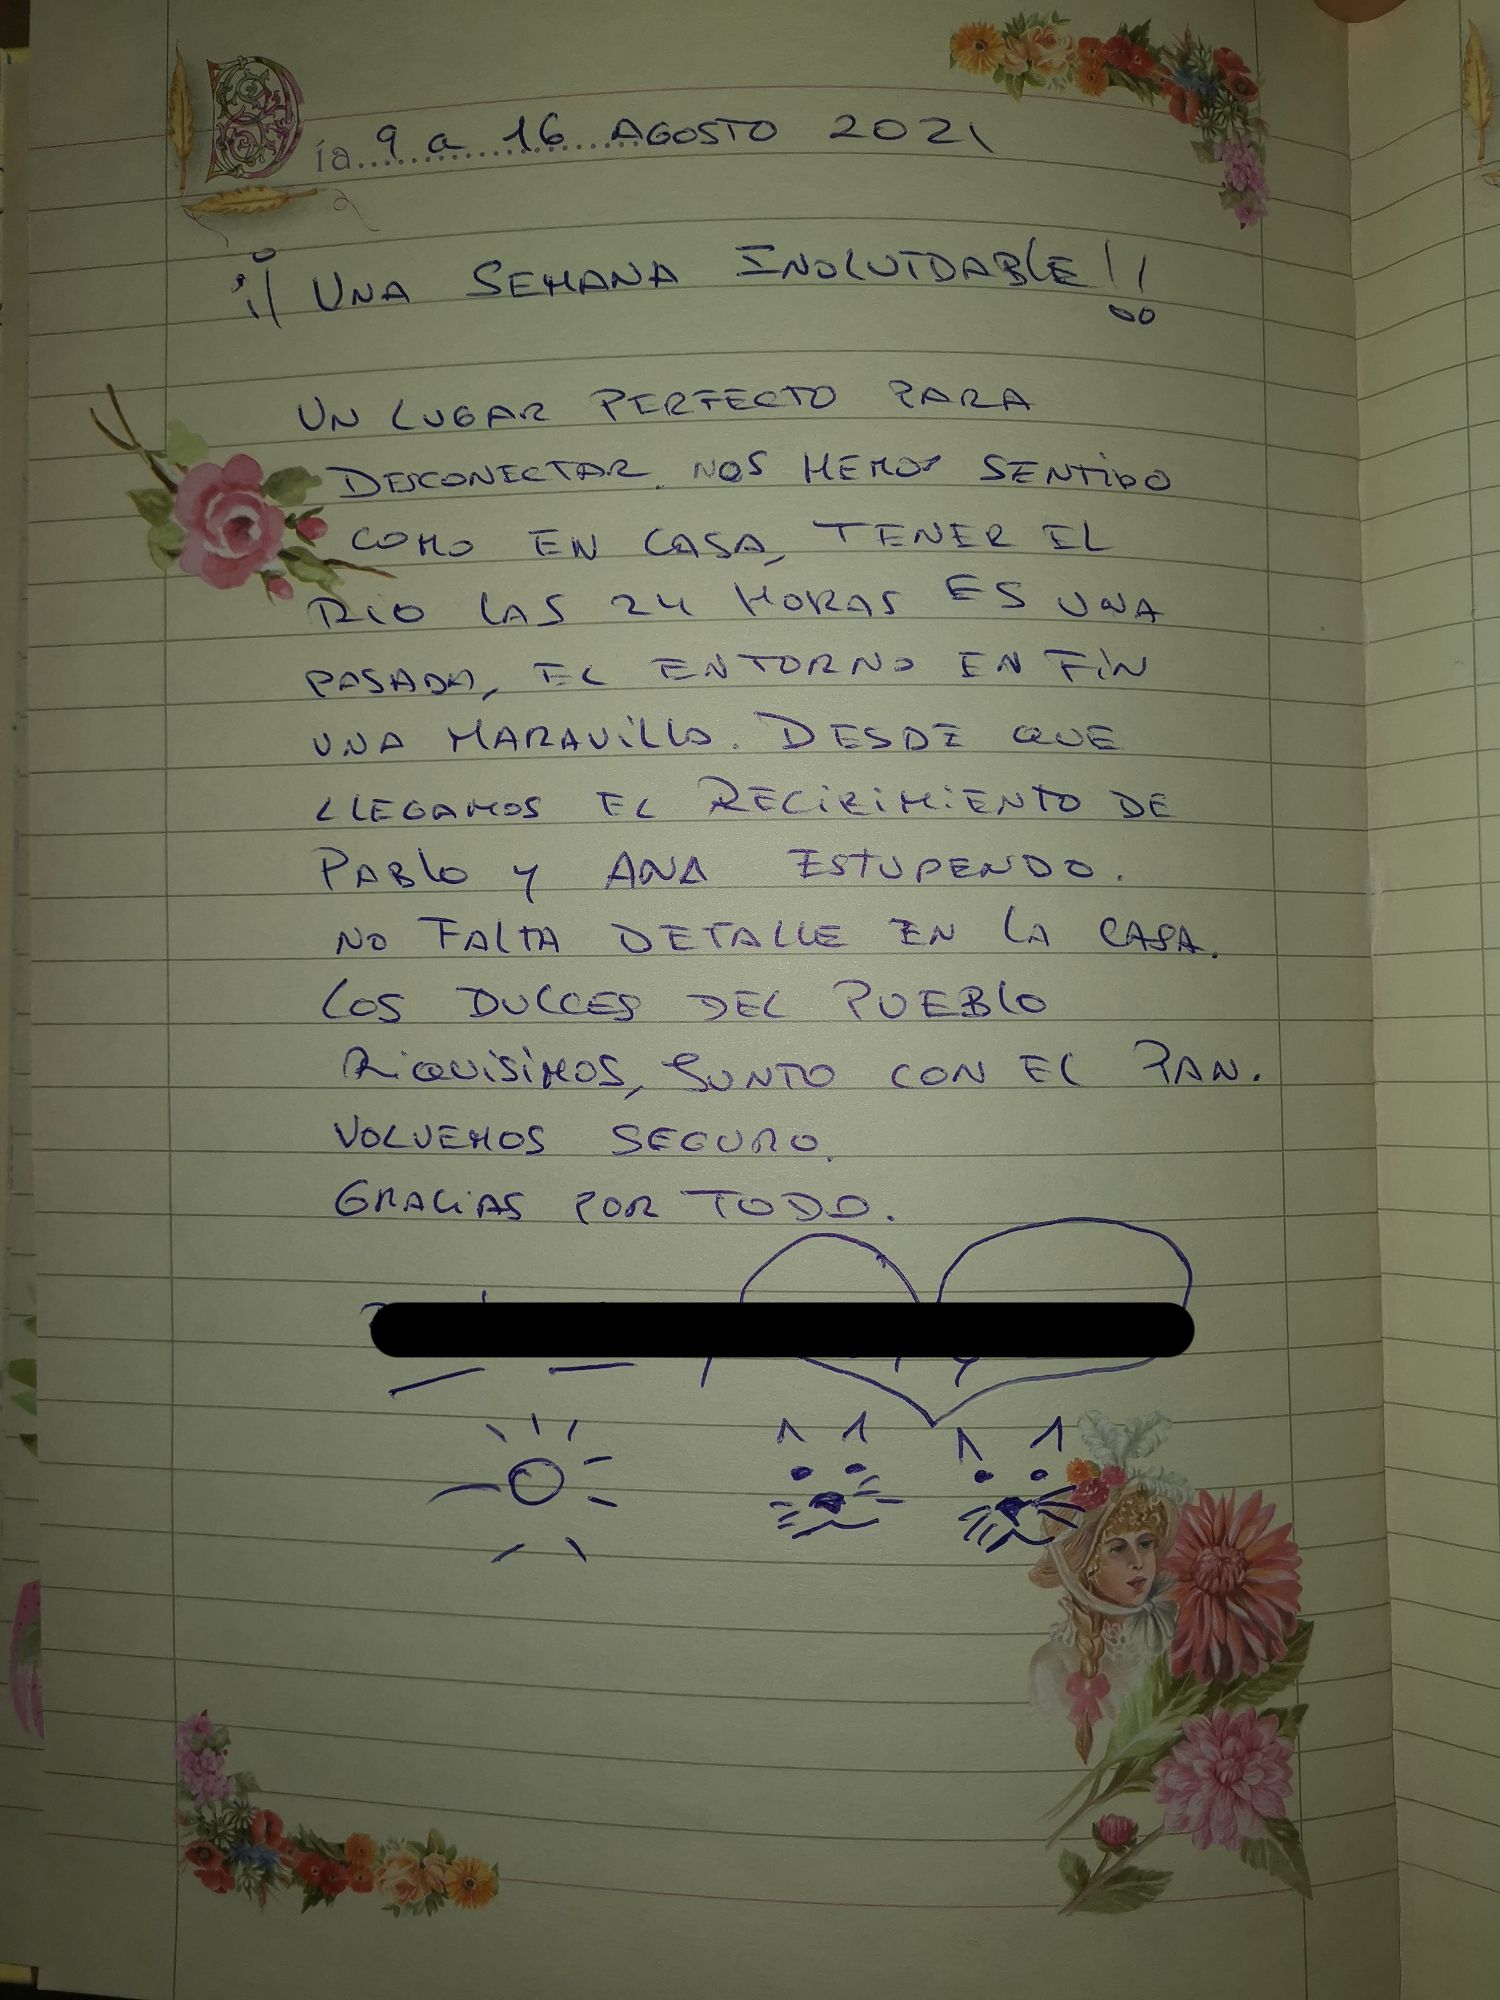 Día 9 a 16 AGOSTO 2021
¡¡ UNA SEMANA INOLVIDABLE!!
UN LUGAR PERFECTO PARA
DESCONECTAR. NOS HEMOS SENTIDO
COMO EN CASA, TENER EL
RIO LAS 24 HORAS ES UNA
PASADA, EL ENTORNO EN FIN
UNA MARAVILLA. DESDE QUE
LLEGAMOS EL RECIBIMIENTO DE
PABLO Y ANA ESTUPENDO.
NO FALTA DETALLE EN LA CASA.
LOS DULCES DEL PUEBLO
RIQUISIMOS, JUNTO CON EL PAN.
VOLVEMOS SEGURO.
GRACIAS POR TODO.